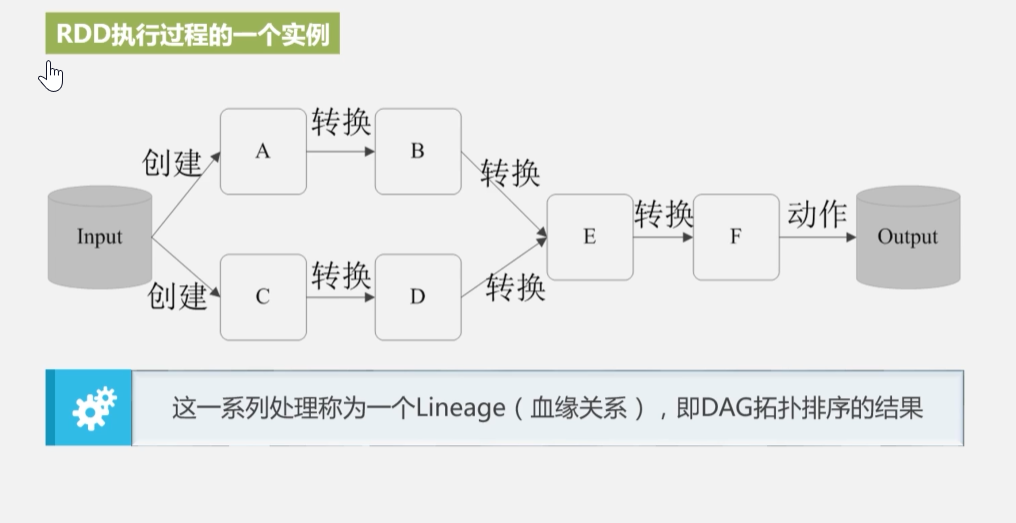 RDD执行过程的一个实例
转换
转换
创建
A
B
转换
Input
E
转换
F
动作
Output
创建
C
转换
D
转换
这一系列处理称为一个Lineage（血缘关系），即DAG拓扑排序的结果